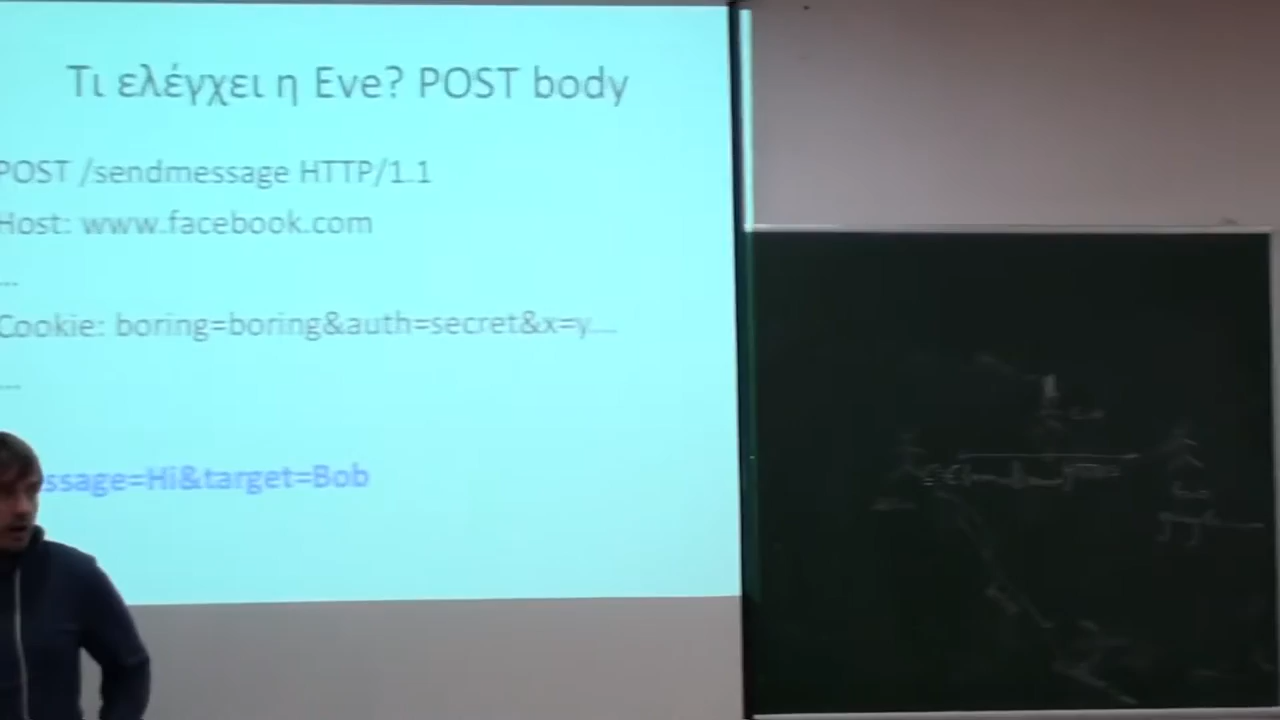 Τι ελέγχει η Eve? POST body
POST /sendmessage HTTP/1.1
Host: www.facebook.com
...
Cookie: boring=boring&auth=secret&x=y...
...
ssage=Hi&target=Bob